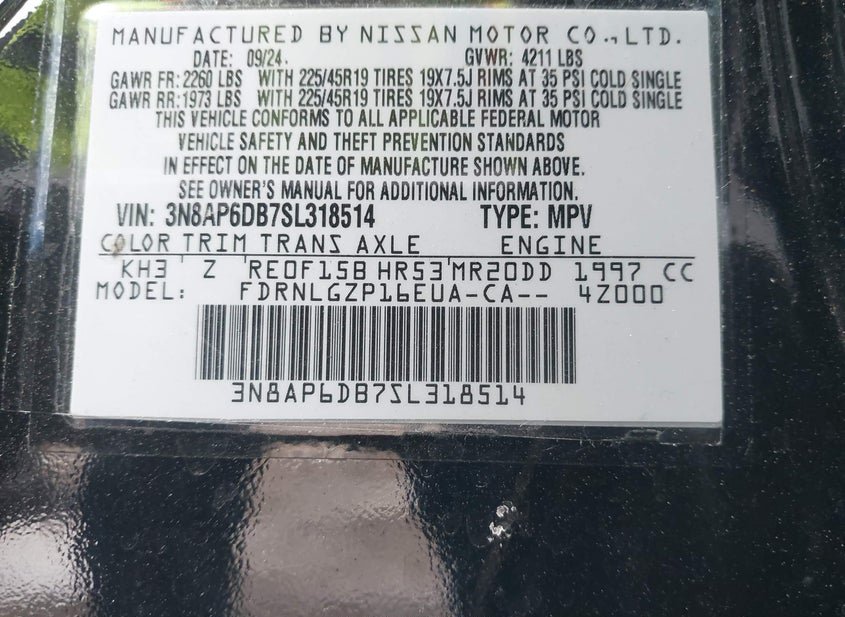 MANUFACTURED BY NISSAN MOTOR CO.,LTD.
DATE: 09/24. GVWR: 4211 LBS
GAWR FR: 2260 LBS WITH 225/45R19 TIRES 19X7.5J RIMS AT 35 PSI COLD SINGLE
GAWR RR: 1973 LBS WITH 225/45R19 TIRES 19X7.5J RIMS AT 35 PSI COLD SINGLE
THIS VEHICLE CONFORMS TO ALL APPLICABLE FEDERAL MOTOR
VEHICLE SAFETY AND THEFT PREVENTION STANDARDS
IN EFFECT ON THE DATE OF MANUFACTURE SHOWN ABOVE.
SEE OWNER'S MANUAL FOR ADDITIONAL INFORMATION.
VIN: 3N8AP6DB7SL318514 TYPE: MPV
COLOR TRIM TRANS AXLE ENGINE
KH3 Z RE0F15B HR53 MR20DD 1997 CC
MODEL: FDRNLGZP16EUA-CA-- 4Z000
3N8AP6DB7SL318514